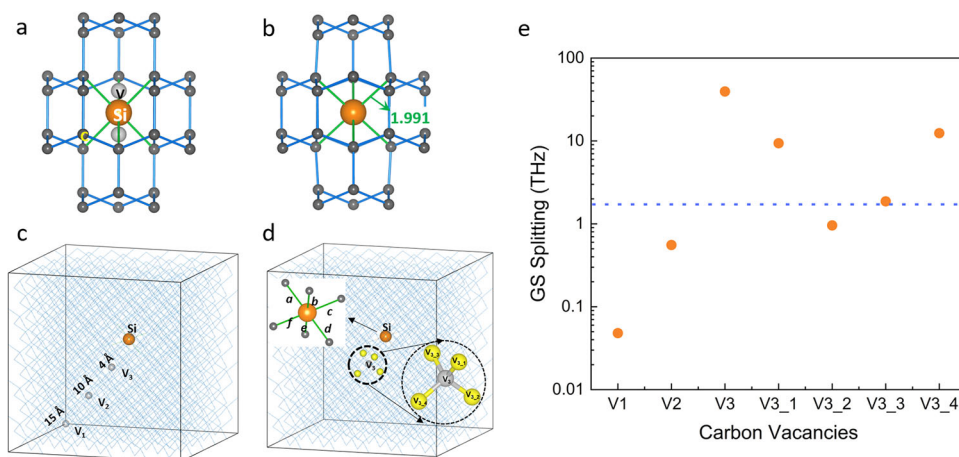 a
V
Si
C
b
1.991
c
Si
4 Å
V3
10 Å
V2
15 Å
V1
d
a
b
c
f
e
d
Si
V3
V3_3
V3_1
V3
V3_4
V3_2
e
GS Splitting (THz)
100
10
1
0.1
0.01
V1 V2 V3 V3_1 V3_2 V3_3 V3_4
Carbon Vacancies